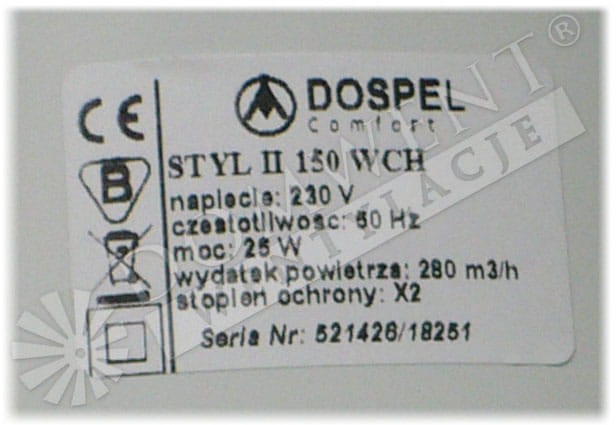 CE
DOSPEL
Comfort
B
STYL II 150 WCH
napiecie: 230 V
czestotliwosc: 50 Hz
moc: 25 W
wydatek powietrza: 280 m3/h
stopien ochrony: X2
Seria Nr: 521426/18251
WENTYLACJE
®